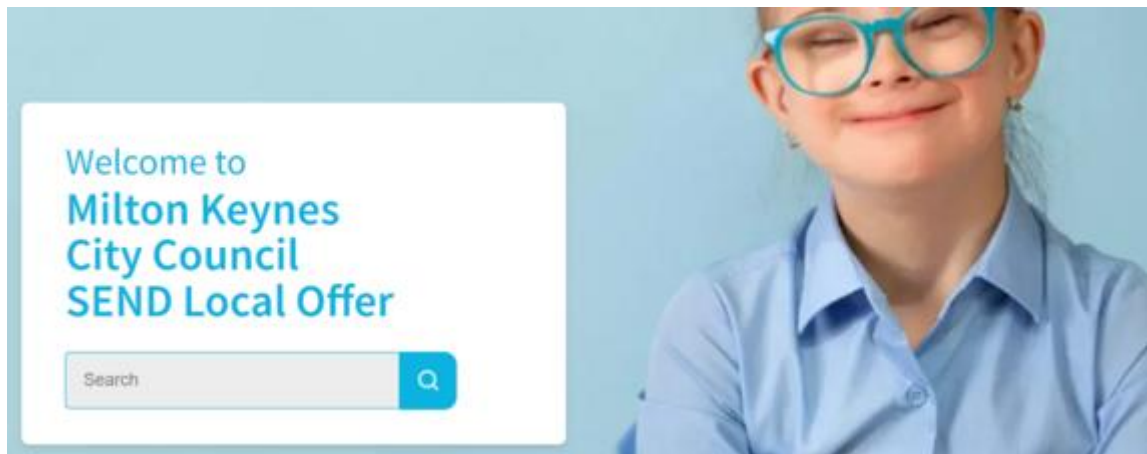 Welcome to
Milton Keynes
City Council
SEND Local Offer
Search